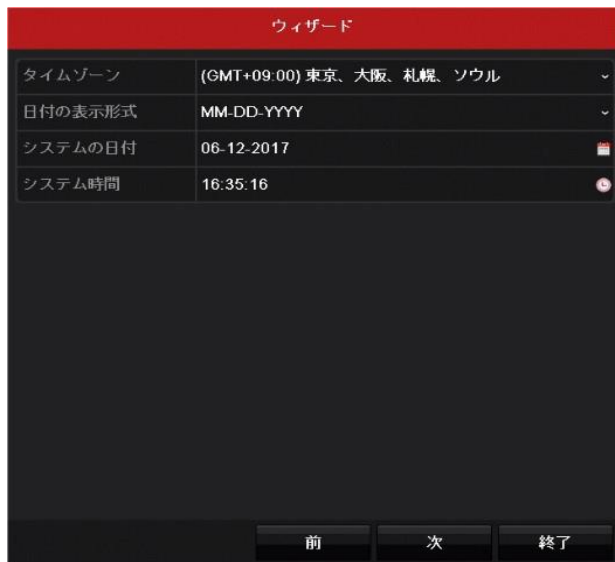 ウィザード
タイムゾーン (GMT+09:00) 東京、大阪、札幌、ソウル
日付の表示形式 MM-DD-YYYY
システムの日付 06-12-2017
システム時間 16:35:16
前 次 終了